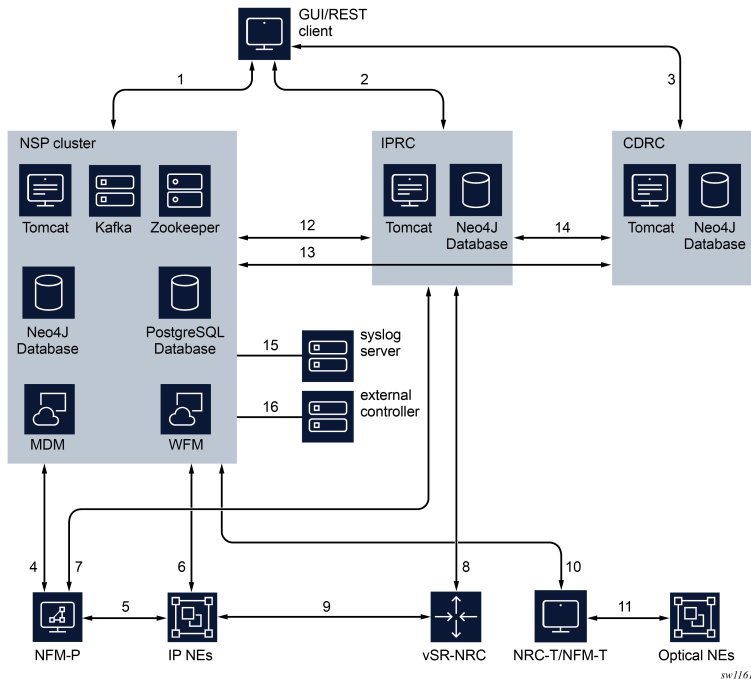 GUI/REST
client
1
2
3
NSP cluster
IPRC
CDRC
Tomcat
Kafka
Zookeeper
Tomcat
Neo4J
Database
Tomcat
Neo4J
Database
12
14
13
Neo4J
Database
PostgreSQL
Database
15
syslog
server
16
external
controller
MDM
WFM
4
7
6
8
10
5
9
11
NFM-P
IP NEs
vSR-NRC
NRC-T/NFM-T
Optical NEs